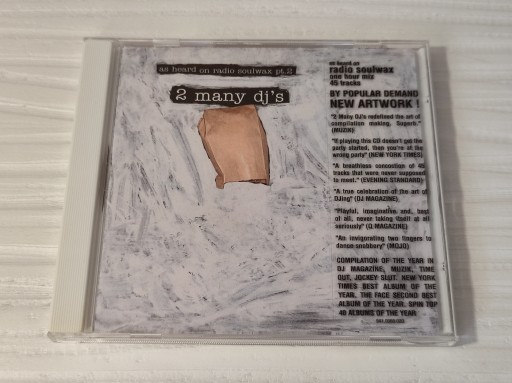 as heard on radio soulwax pt.2
2 many dj's
as heard on
radio soulwax
one hour mix
45 tracks
BY POPULAR DEMAND
NEW ARTWORK !
"2 Many DJ's redefined the art of
compilation making. Superb."
(MUZIK)
"If playing this CD doesn't get the
party started, then you're at the
wrong party" (NEW YORK TIMES)
"A breathless concoction of 45
tracks that were never supposed
to meet." (EVENING STANDARD)
"A true celebration of the art of
DJing" (DJ MAGAZINE)
"Playful, imaginative and, best
of all, never taking itself at all
seriously" (Q MAGAZINE)
"An invigorating two fingers to
dance snobbery" (MOJO)
COMPILATION OF THE YEAR IN
DJ MAGAZINE, MUZIK, TIME
OUT, JOCKEY SLUT. NEW YORK
TIMES BEST ALBUM OF THE
YEAR. THE FACE SECOND BEST
ALBUM OF THE YEAR. SPIN TOP
40 ALBUMS OF THE YEAR